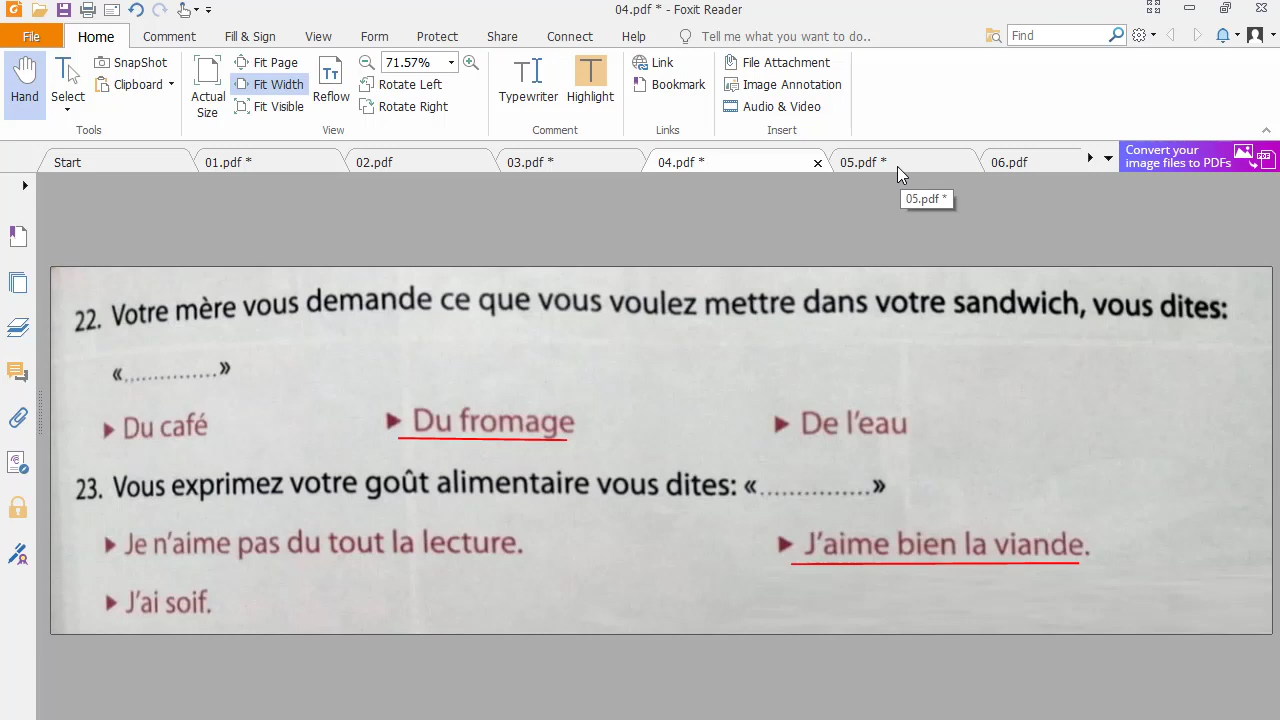 04.pdf * - Foxit Reader
File Home Comment Fill & Sign View Form Protect Share Connect Help Tell me what you want to do.. Find
Hand
Select
SnapShot
Clipboard
Tools
Actual Size
Fit Page
Fit Width
Fit Visible
Reflow
71.57%
Rotate Left
Rotate Right
View
Typewriter
Highlight
Comment
Link
Bookmark
Links
File Attachment
Image Annotation
Audio & Video
Insert
Start 01.pdf * 02.pdf 03.pdf * 04.pdf * 05.pdf * 06.pdf
Convert your
image files to PDFs
05.pdf *
22. Votre mère vous demande ce que vous voulez mettre dans votre sandwich, vous dites:
«...............»
Du café Du fromage De l'eau
23. Vous exprimez votre goût alimentaire vous dites: «...............»
Je n'aime pas du tout la lecture. J'aime bien la viande.
J'ai soif.